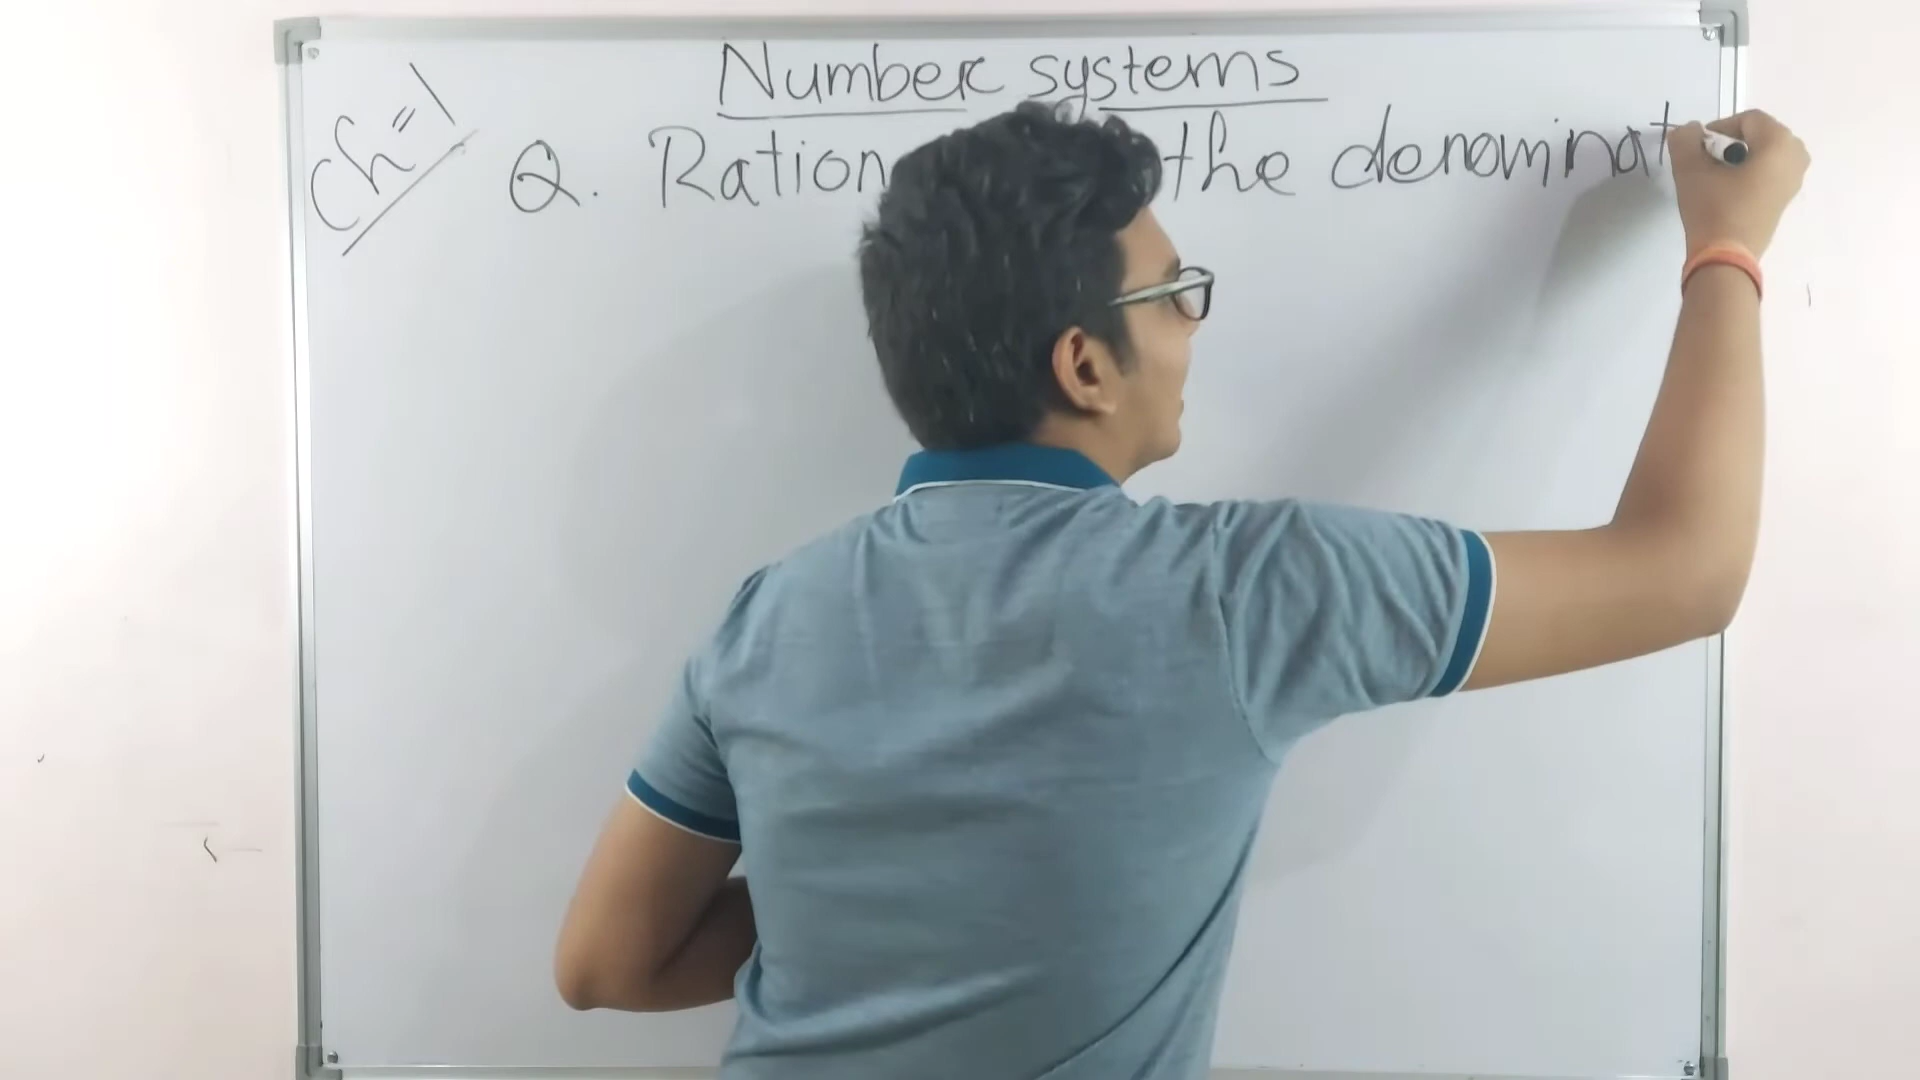 Number systems
Ch=1
Q. Ration the denominat